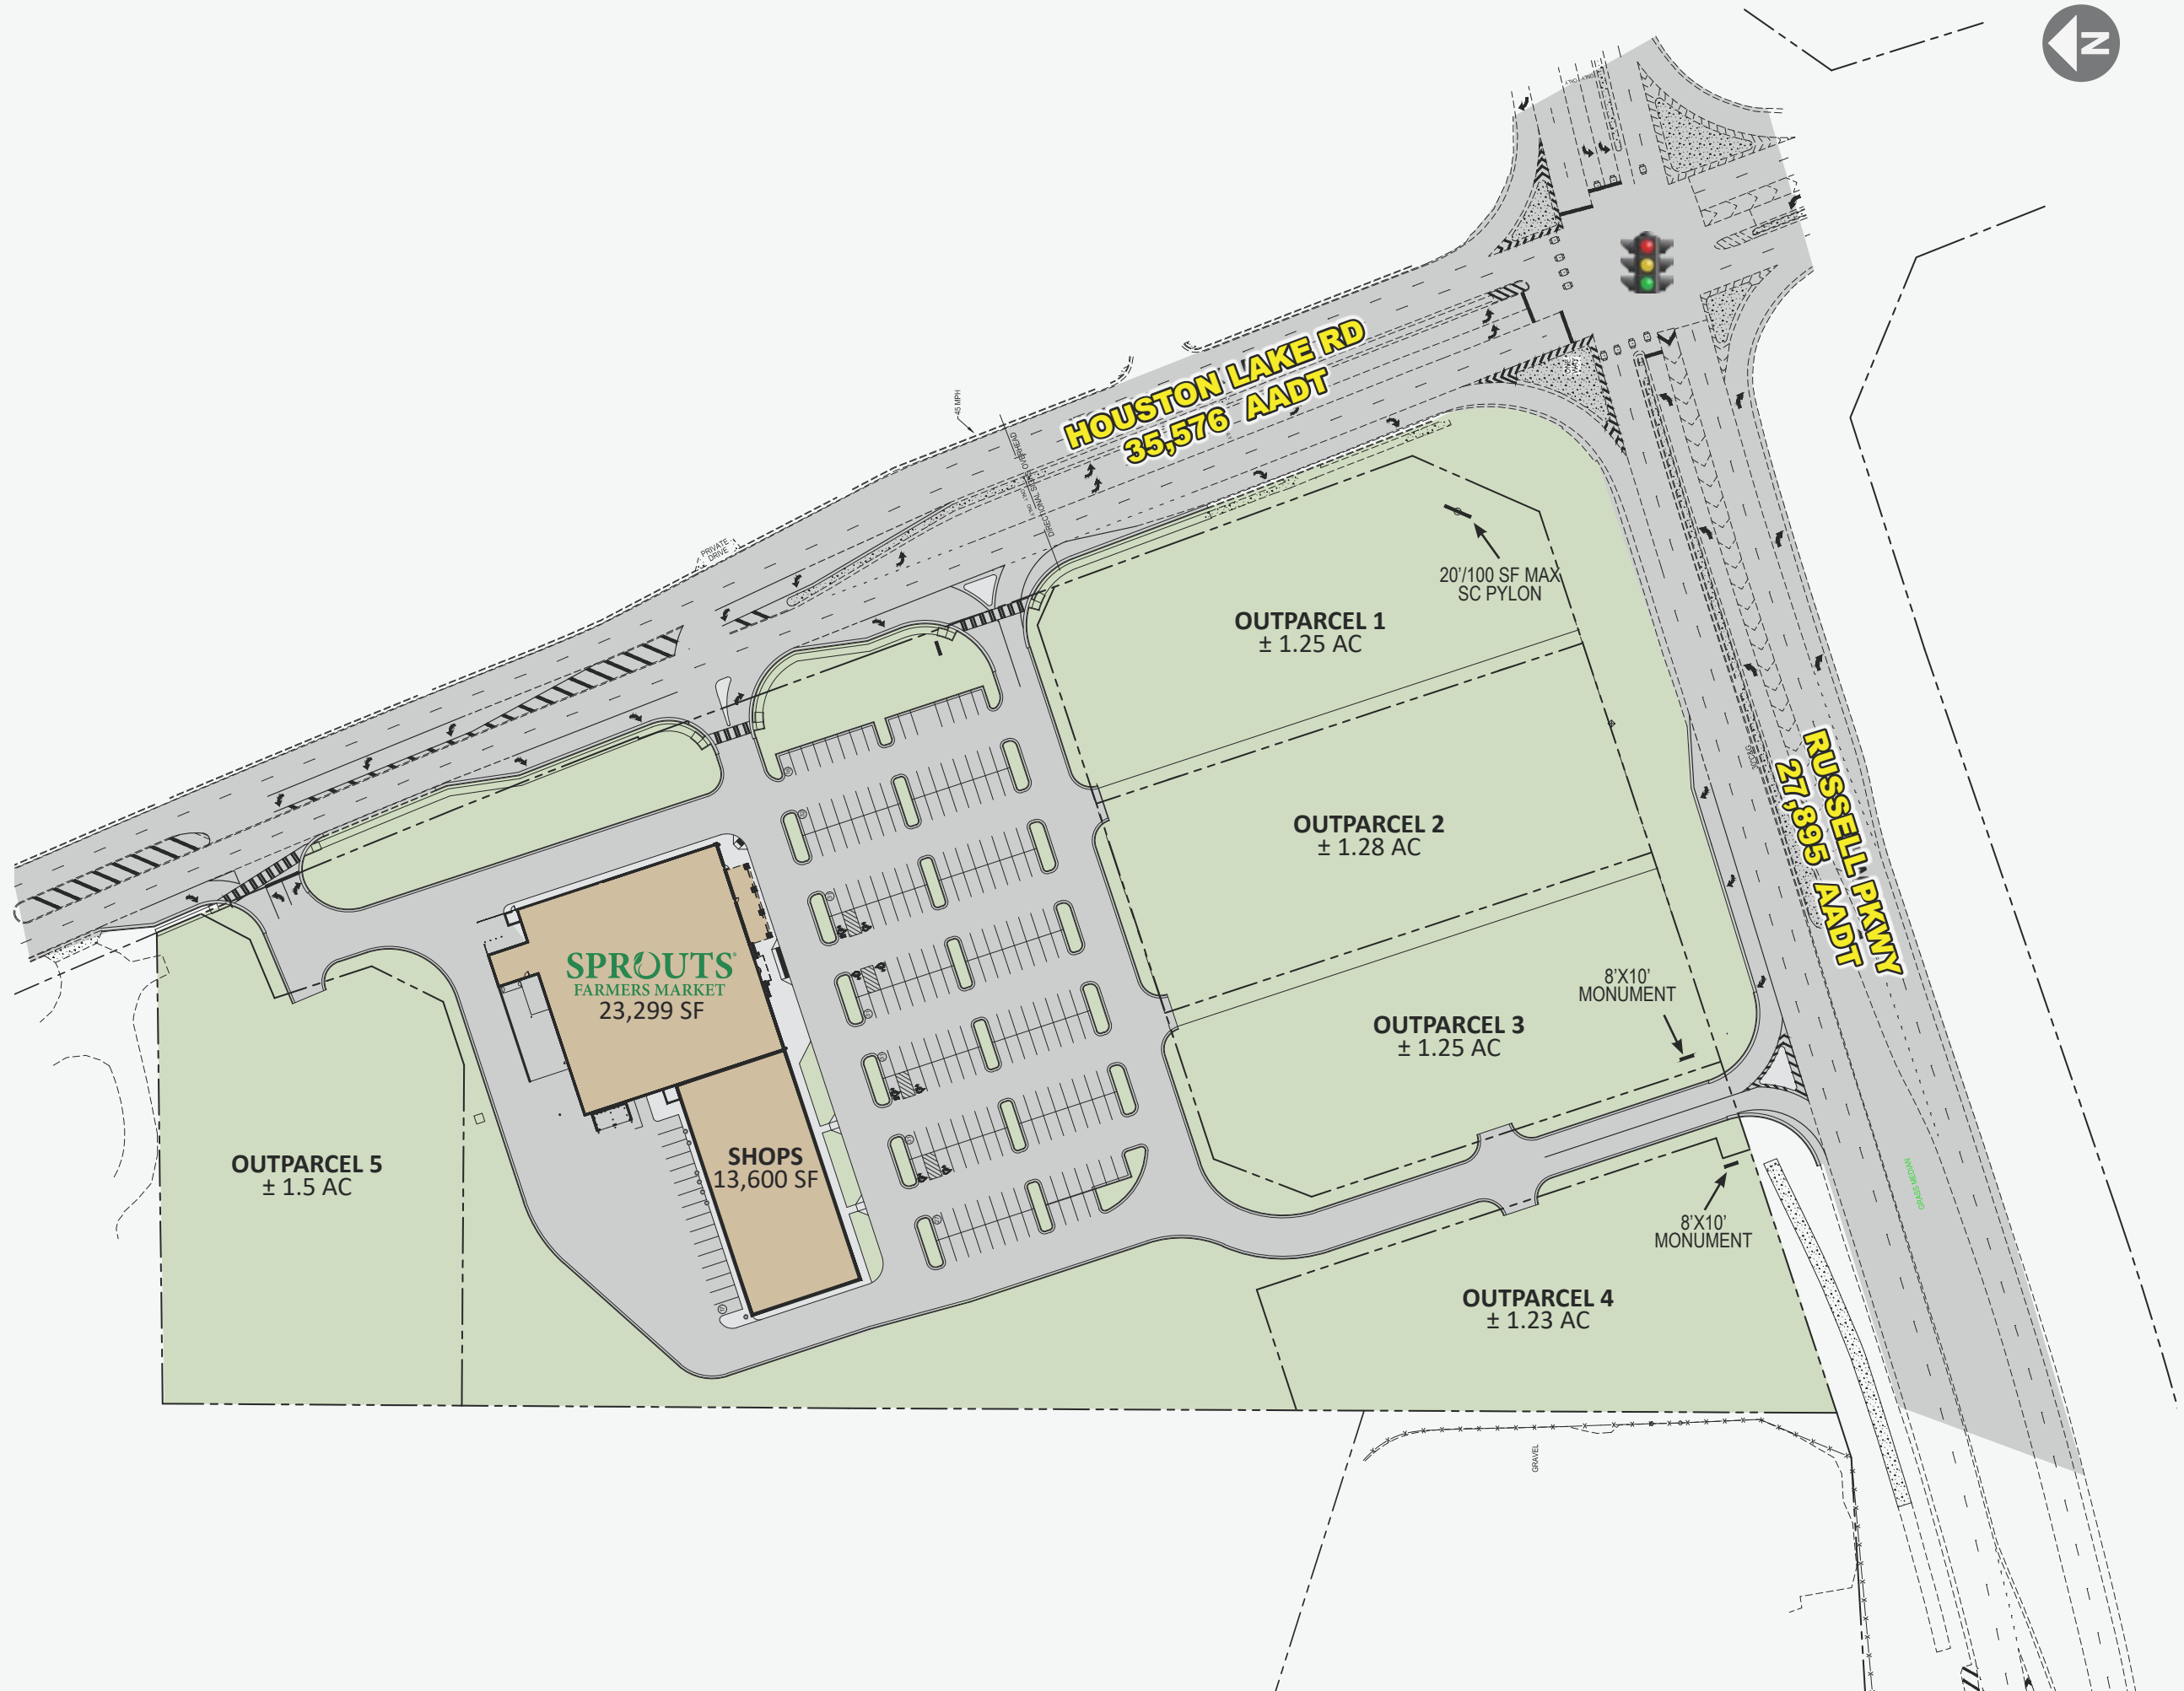 N
HOUSTON LAKE RD
35,576 AADT
45 MPH
PRIVATE
DRIVE
20'/100 SF MAX
SC PYLON
OUTPARCEL 1
± 1.25 AC
OUTPARCEL 2
± 1.28 AC
RUSSELL PKWY
27,895 AADT
SPROUTS
FARMERS MARKET
23,299 SF
8'X10'
MONUMENT
OUTPARCEL 3
± 1.25 AC
OUTPARCEL 5
± 1.5 AC
SHOPS
13,600 SF
8'X10'
MONUMENT
GRASS MEDIAN
OUTPARCEL 4
± 1.23 AC
GRAVEL